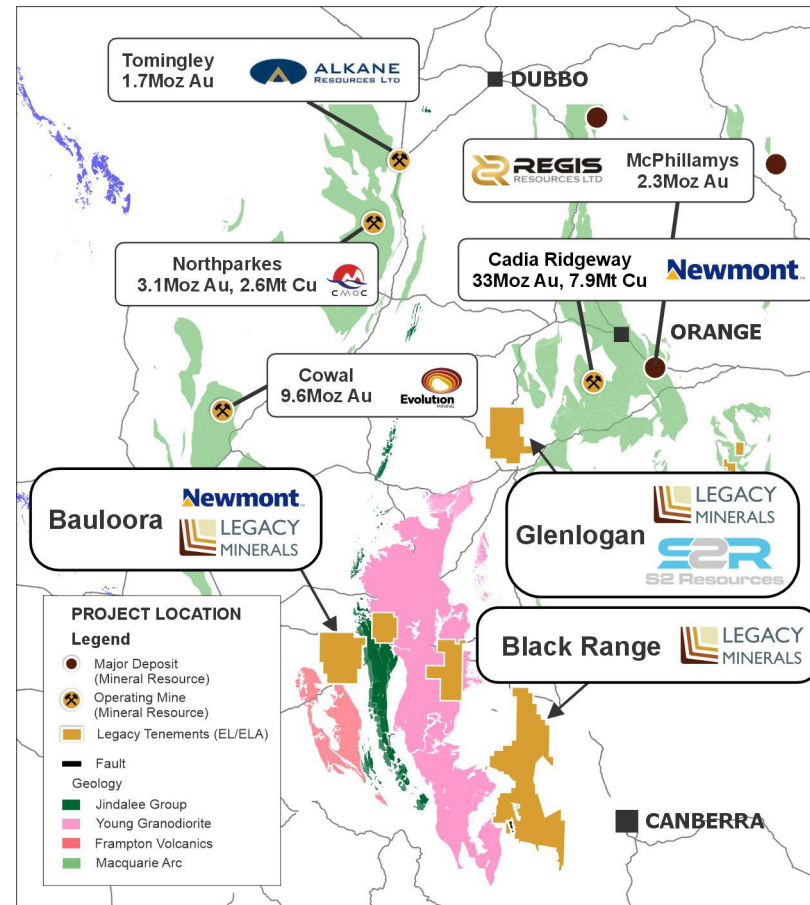 Tomingley
1.7Moz Au
ALKANE
RESOURCES LTD
DUBBO
REGIS
RESOURCES LTD
McPhillamys
2.3Moz Au
Northparkes
3.1Moz Au, 2.6Mt Cu
CMOC
Cadia Ridgeway
33Moz Au, 7.9Mt Cu
Newmont™
ORANGE
Cowal
9.6Moz Au
Evolution
MINING
Bauloora
Newmont™
LEGACY
MINERALS
Glenlogan
LEGACY
MINERALS
S2R
S2 Resources
Black Range
LEGACY
MINERALS
PROJECT LOCATION
Legend
Major Deposit
(Mineral Resource)
Operating Mine
(Mineral Resource)
Legacy Tenements (EL/ELA)
Fault
Geology
Jindalee Group
Young Granodiorite
Frampton Volcanics
Macquarie Arc
CANBERRA